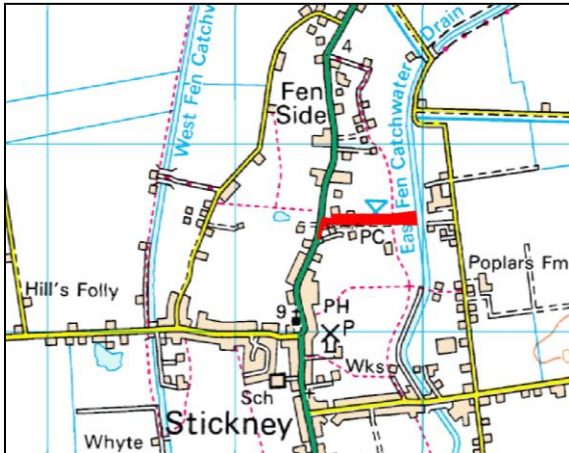 4
Fen
Side
West Fen Catchw
East Fen Catchwater
Drain
PC
Hill's Folly
Poplars Fm
9
PH
P
Wks
Sch
Stickney
Whyte